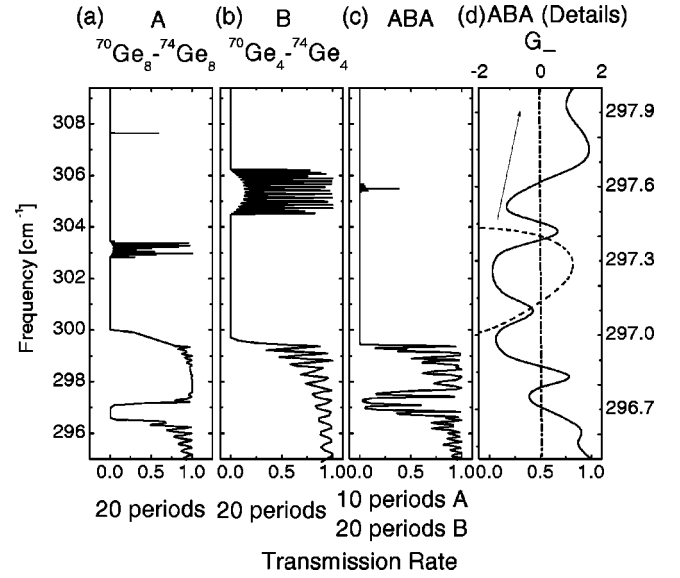 (a) A
⁷⁰Ge₈-⁷⁴Ge₈
(b) B
⁷⁰Ge₄-⁷⁴Ge₄
(c) ABA
(d) ABA (Details)
G_
-2 0 2
Frequency [cm⁻¹]
308
306
304
302
300
298
296
297.9
297.6
297.3
297.0
296.7
0.0 0.5 1.0
0.0 0.5 1.0
0.0 0.5 1.0
0.0 0.5 1.0
20 periods
20 periods
10 periods A
20 periods B
Transmission Rate